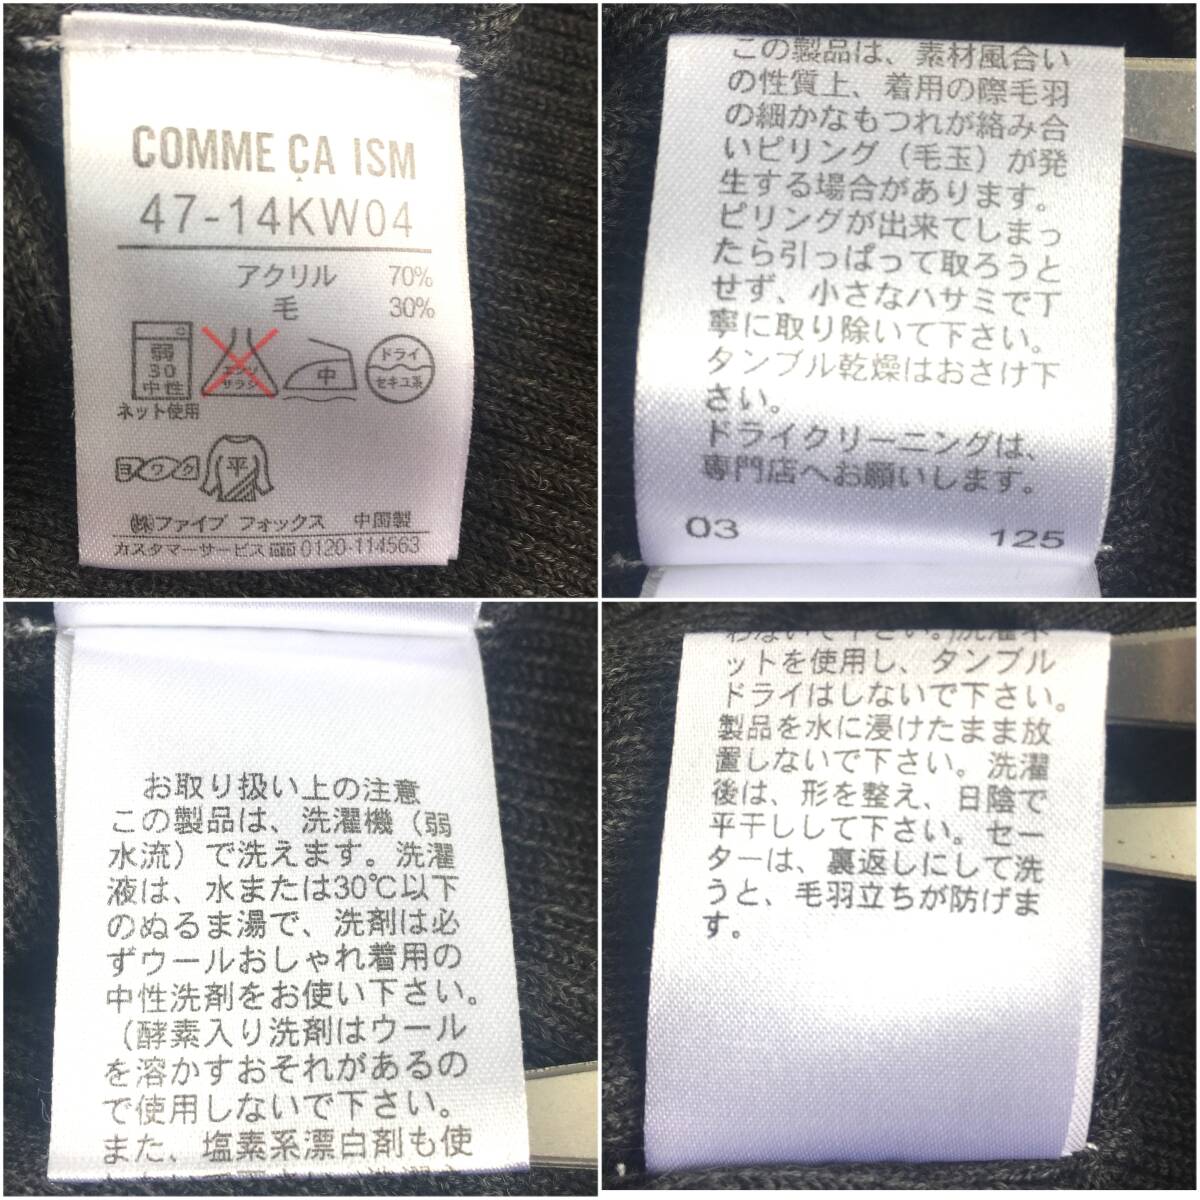 COMME ÇA ISM
47-14KW04
アクリル 70%
毛 30%
弱
30
中性
エンソ
サラシ
中
ドライ
セキユ系
ネット使用
ヨワク
平
㈱ファイブ フォックス 中国製
カスタマーサービス 0120-114563
この製品は、素材風合い
の性質上、着用の際毛羽
の細かなもつれが絡み合
いピリング（毛玉）が発
生する場合があります。
ピリングが出来てしまっ
たら引っぱって取ろうと
せず、小さなハサミで丁
寧に取り除いて下さい。
タンブル乾燥はおさけ下
さい。
ドライクリーニングは、
専門店へお願いします。
03 125
お取り扱い上の注意
この製品は、洗濯機（弱
水流）で洗えます。洗濯
液は、水または30℃以下
のぬるま湯で、洗剤は必
ずウールおしゃれ着用の
中性洗剤をお使い下さい。
（酵素入り洗剤はウール
を溶かすおそれがあるの
で使用しないで下さい。
また、塩素系漂白剤も使
わないで下さい。洗濯ネ
ットを使用し、タンブル
ドライはしないで下さい。
製品を水に浸けたまま放
置しないで下さい。洗濯
後は、形を整え、日陰で
平干しして下さい。セー
ターは、裏返しにして洗
うと、毛羽立ちが防げま
す。